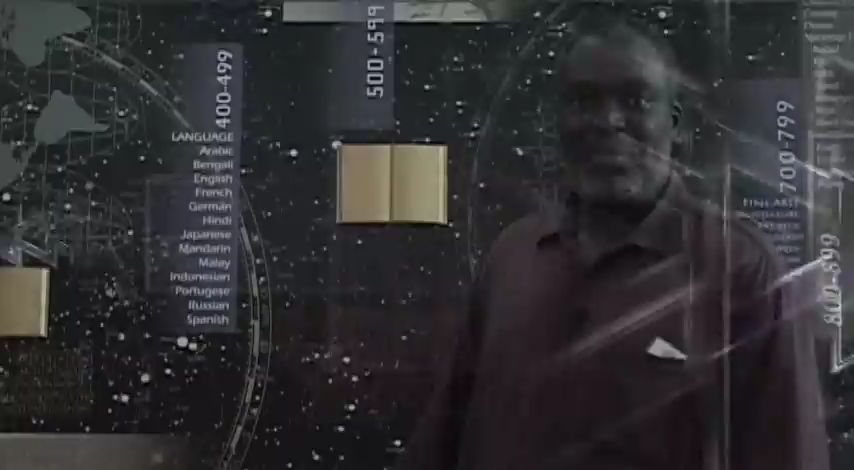 400-499
LANGUAGE
Arabic
Bengali
English
French
German
Hindi
Japanese
Mandarin
Malay
Indonesian
Portugese
Russian
Spanish
500-599
700-799
FINE ARTS
800-899